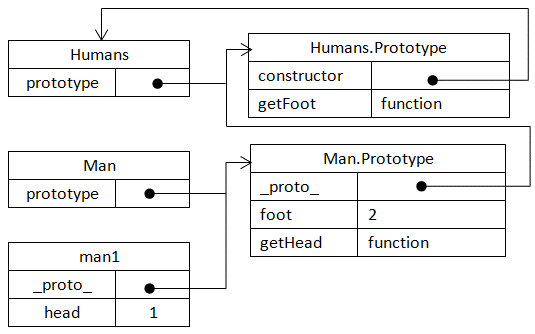 Humans
prototype
Humans.Prototype
constructor
getFoot function
Man
prototype
Man.Prototype
_proto_
foot 2
getHead function
man1
_proto_
head 1